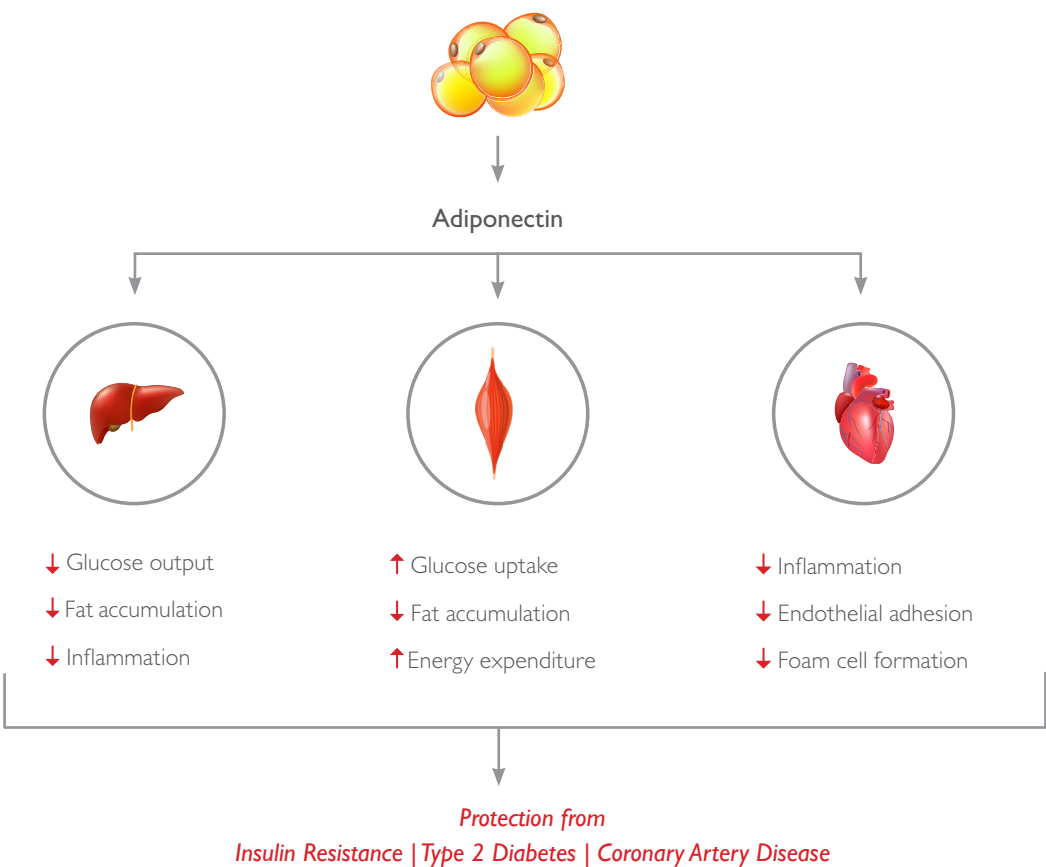 Adiponectin
↓ Glucose output
↓ Fat accumulation
↓ Inflammation
↑ Glucose uptake
↓ Fat accumulation
↑ Energy expenditure
↓ Inflammation
↓ Endothelial adhesion
↓ Foam cell formation
Protection from
Insulin Resistance | Type 2 Diabetes | Coronary Artery Disease